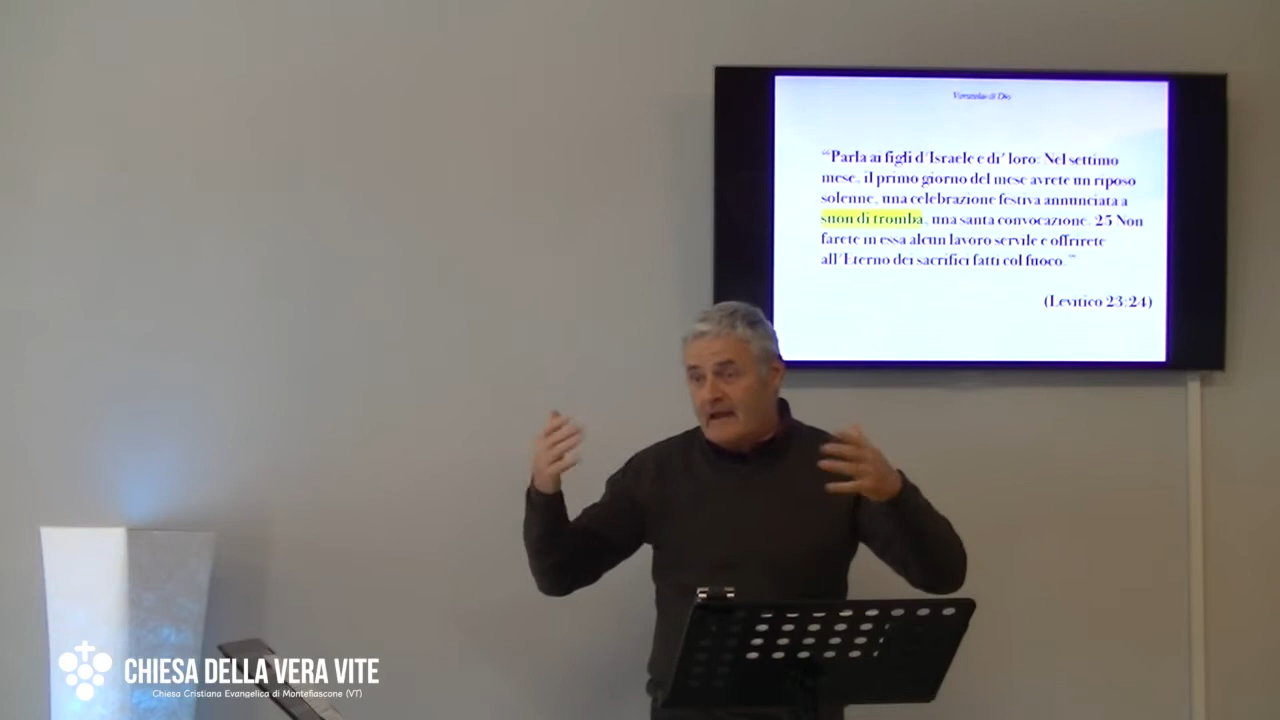 "Parla ai figli d'Israele e di' loro: Nel settimo
mese, il primo giorno del mese avrete un riposo
solenne, una celebrazione festiva annunciata a
suon di tromba, una santa convocazione. 25 Non
farete in essa alcun lavoro servile e offrirete
all'Eterno dei sacrifici fatti col fuoco."
(Levitico 23:24)
CHIESA DELLA VERA VITE
Chiesa Cristiana Evangelica di Montefiascone (VT)